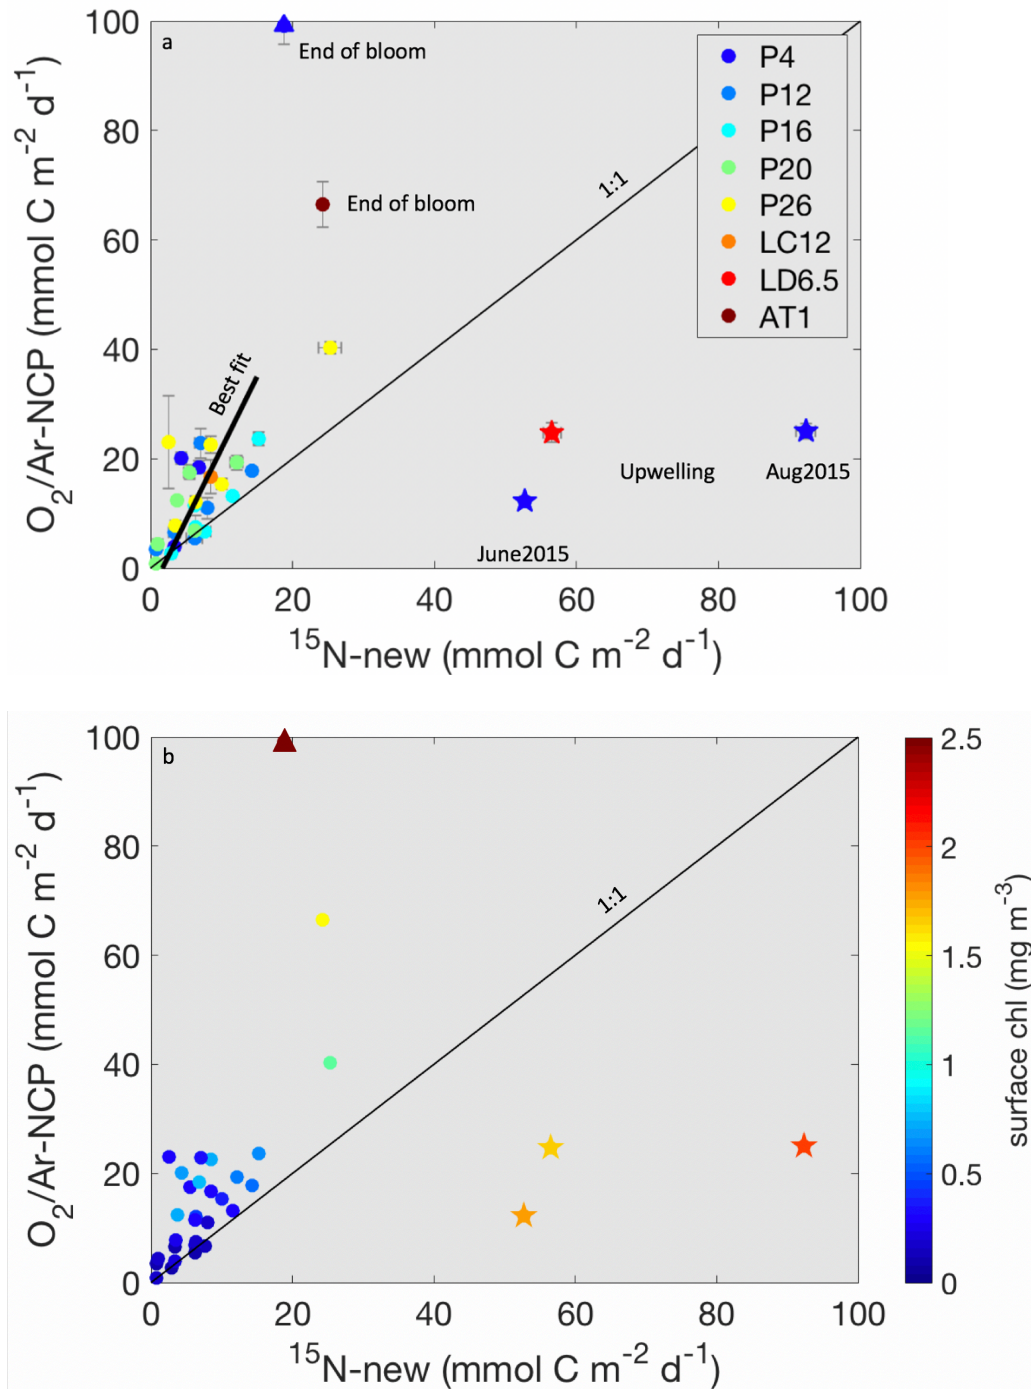 a
100
80
60
40
20
0
O2/Ar-NCP (mmol C m-2 d-1)
End of bloom
End of bloom
1:1
Best fit
P4
P12
P16
P20
P26
LC12
LD6.5
AT1
Upwelling
Aug2015
June2015
0
20
40
60
80
100
15N-new (mmol C m-2 d-1)
b
100
80
60
40
20
0
O2/Ar-NCP (mmol C m-2 d-1)
1:1
2.5
2
1.5
1
0.5
0
surface chl (mg m-3)
0
20
40
60
80
100
15N-new (mmol C m-2 d-1)